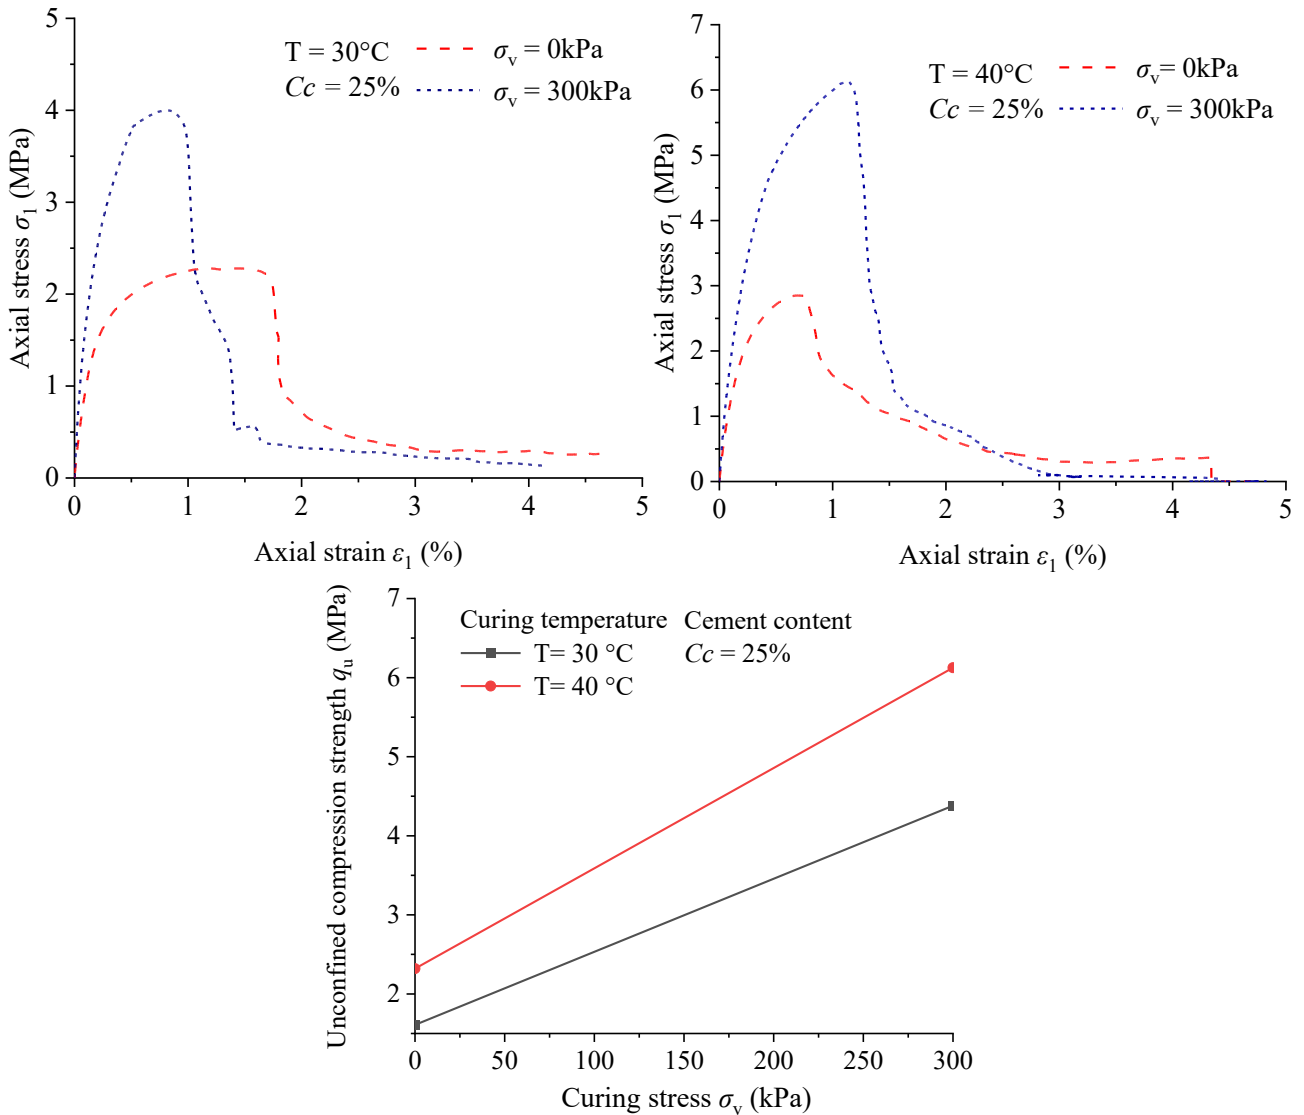 T = 30°C
Cc = 25%
σv = 0kPa
σv = 300kPa
Axial stress σ1 (MPa)
5
4
3
2
1
0
0 1 2 3 4 5
Axial strain ε1 (%)
T = 40°C
Cc = 25%
σv= 0kPa
σv = 300kPa
Axial stress σ1 (MPa)
7
6
5
4
3
2
1
0
0 1 2 3 4 5
Axial strain ε1 (%)
Curing temperature
T= 30 °C
T= 40 °C
Cement content
Cc = 25%
Unconfined compression strength qu (MPa)
7
6
5
4
3
2
0 50 100 150 200 250 300
Curing stress σv (kPa)